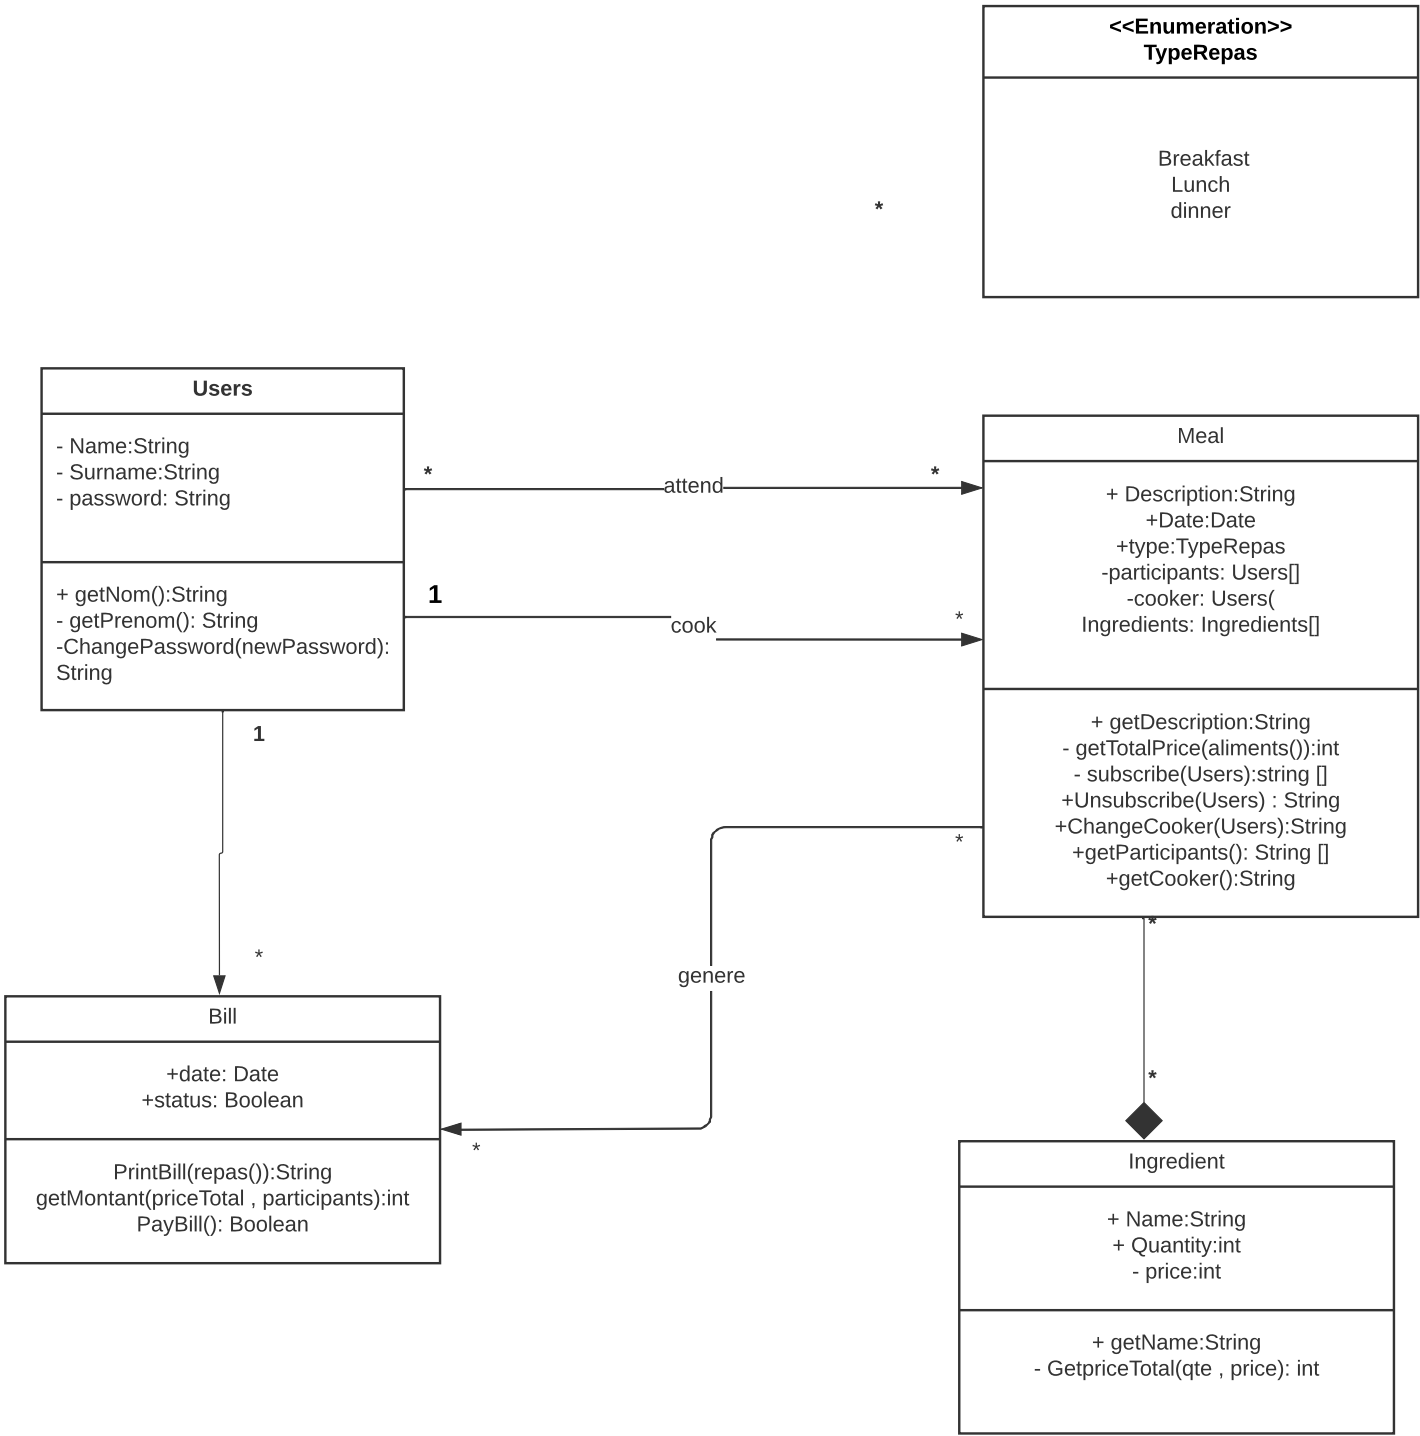 <<Enumeration>>
TypeRepas
Breakfast
Lunch
dinner
*
Users
- Name:String
- Surname:String
- password: String
+ getNom():String
- getPrenom(): String
-ChangePassword(newPassword):
String
*
attend
*
1
cook
*
Meal
+ Description:String
+Date:Date
+type:TypeRepas
-participants: Users[]
-cooker: Users(
Ingredients: Ingredients[]
+ getDescription:String
- getTotalPrice(aliments()):int
- subscribe(Users):string []
+Unsubscribe(Users) : String
+ChangeCooker(Users):String
+getParticipants(): String []
+getCooker():String
1
*
*
genere
*
*
*
Bill
+date: Date
+status: Boolean
PrintBill(repas()):String
getMontant(priceTotal , participants):int
PayBill(): Boolean
Ingredient
+ Name:String
+ Quantity:int
- price:int
+ getName:String
- GetpriceTotal(qte , price): int